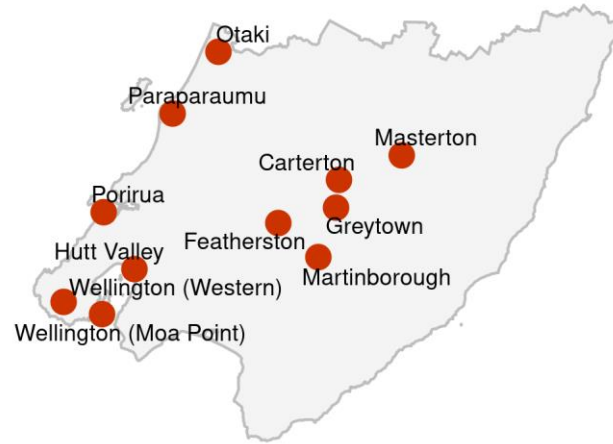 Otaki
Paraparaumu
Masterton
Carterton
Porirua
Greytown
Featherston
Hutt Valley
Martinborough
Wellington (Western)
Wellington (Moa Point)